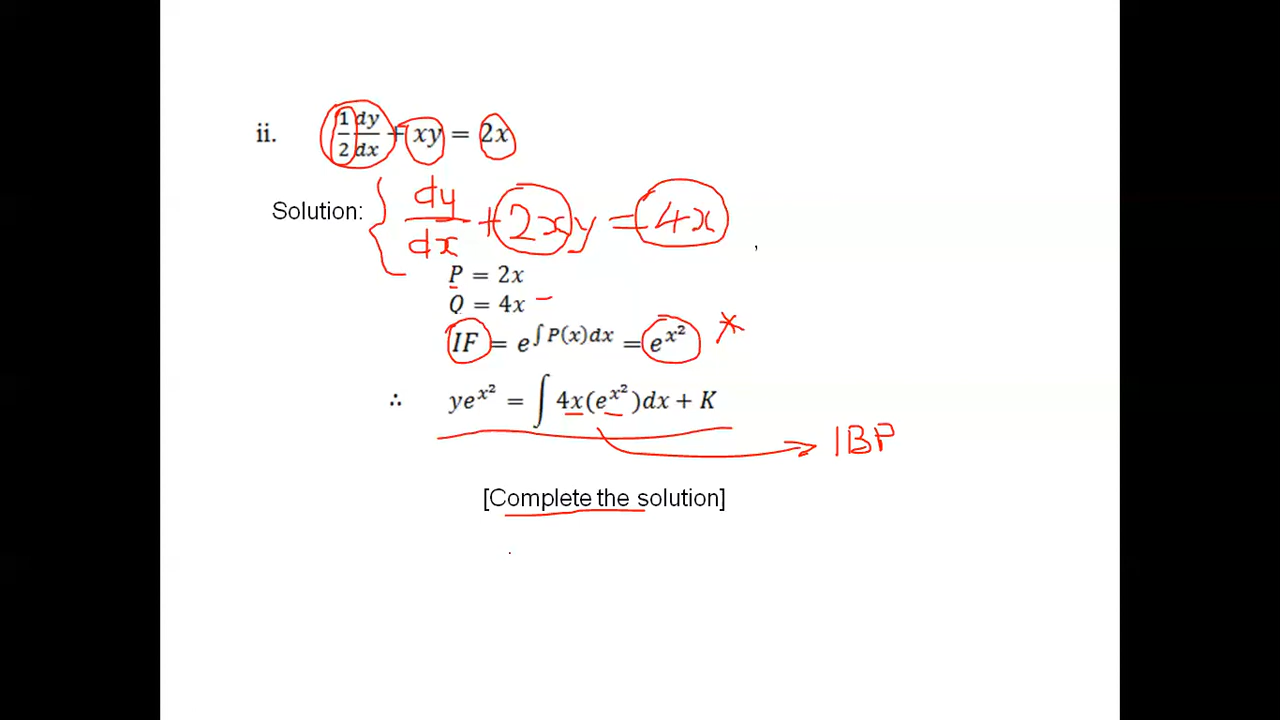 ii. 1/2 dy/dx + xy = 2x
Solution: { dy/dx + 2xy = 4x ,
P = 2x
Q = 4x
IF = e^{∫P(x)dx} = e^{x²} *
∴ ye^{x²} = ∫ 4x(e^{x²})dx + K
IBP
[Complete the solution]